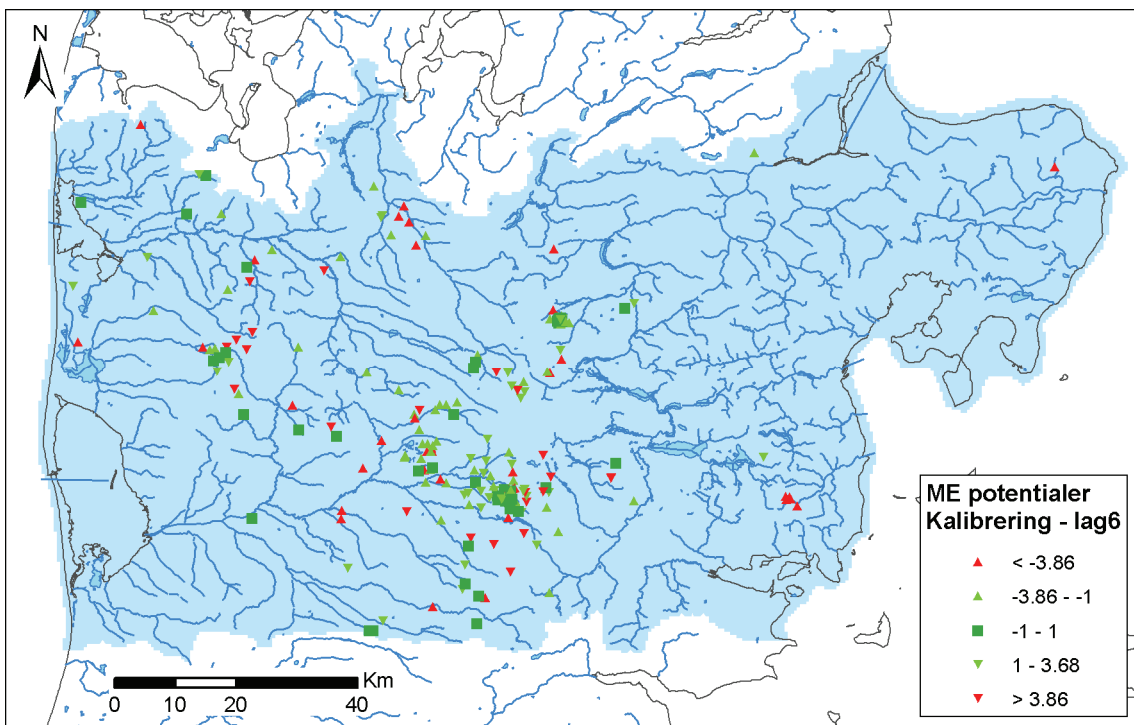 N
ME potentialer
Kalibrering - lag6
< -3.86
-3.86 - -1
-1 - 1
1 - 3.68
> 3.86
Km
0 10 20 40